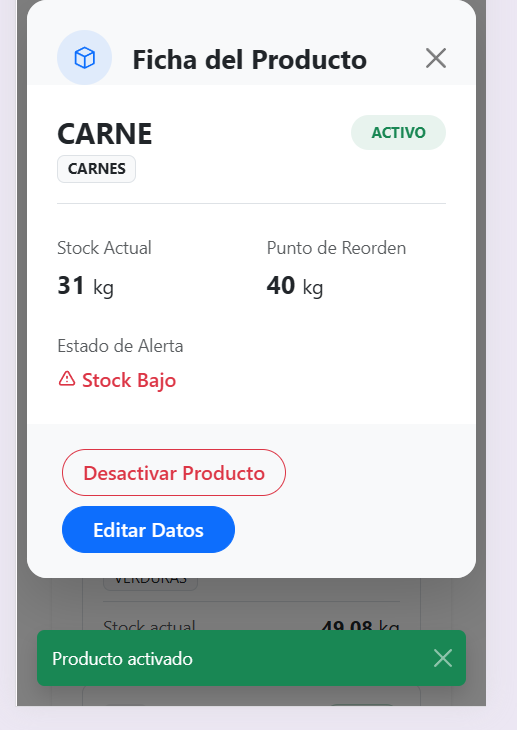 Ficha del Producto
CARNE
ACTIVO
CARNES
Stock Actual
Punto de Reorden
31 kg
40 kg
Estado de Alerta
Stock Bajo
Desactivar Producto
Editar Datos
VERDURAS
Stock actual
49.08 kg
Producto activado